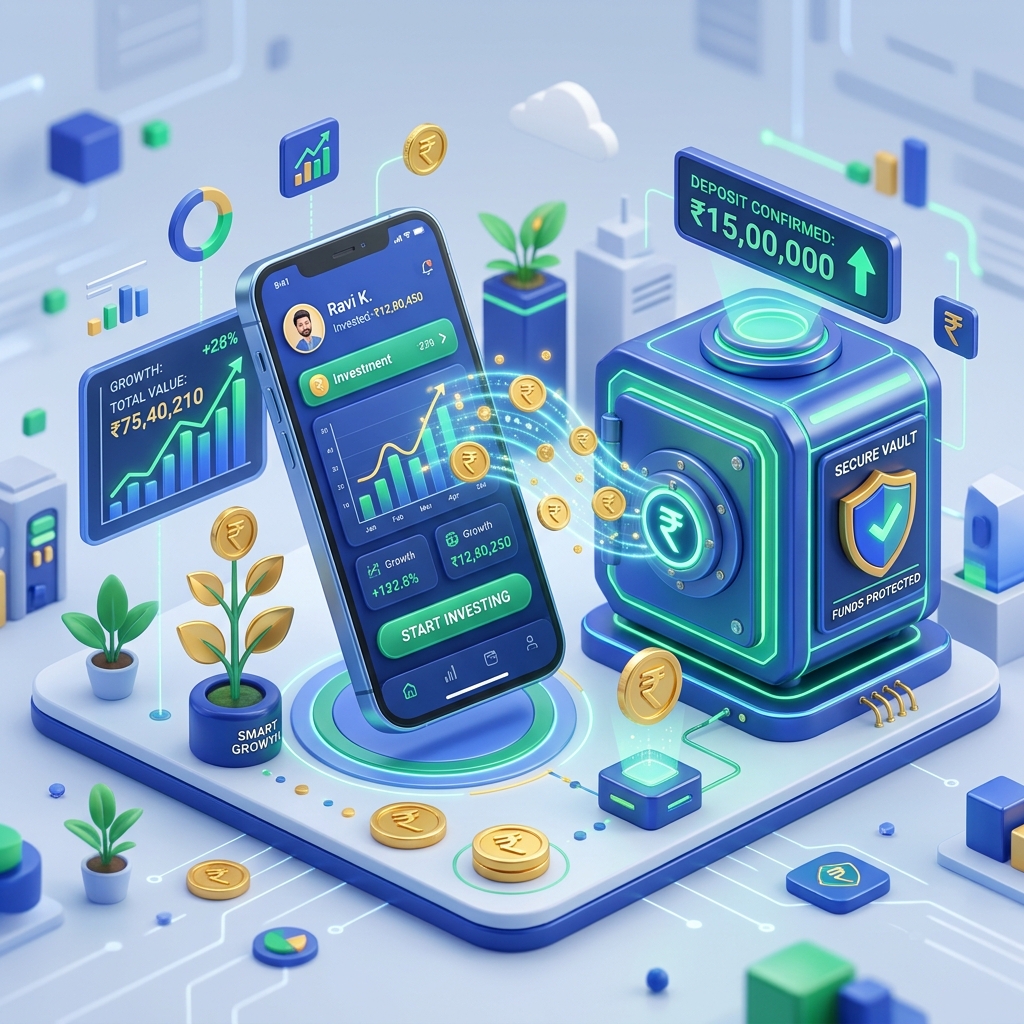 DEPOSIT CONFIRMED:
₹15,00,000
GROWTH:
+28%
TOTAL VALUE:
₹75,40,210
Ravi K.
Invested-₹12,80,450
Investment
Growth
+132.8%
Growth
₹12,80,250
START INVESTING
SECURE VAULT
FUNDS PROTECTED
SMART
GROWTH